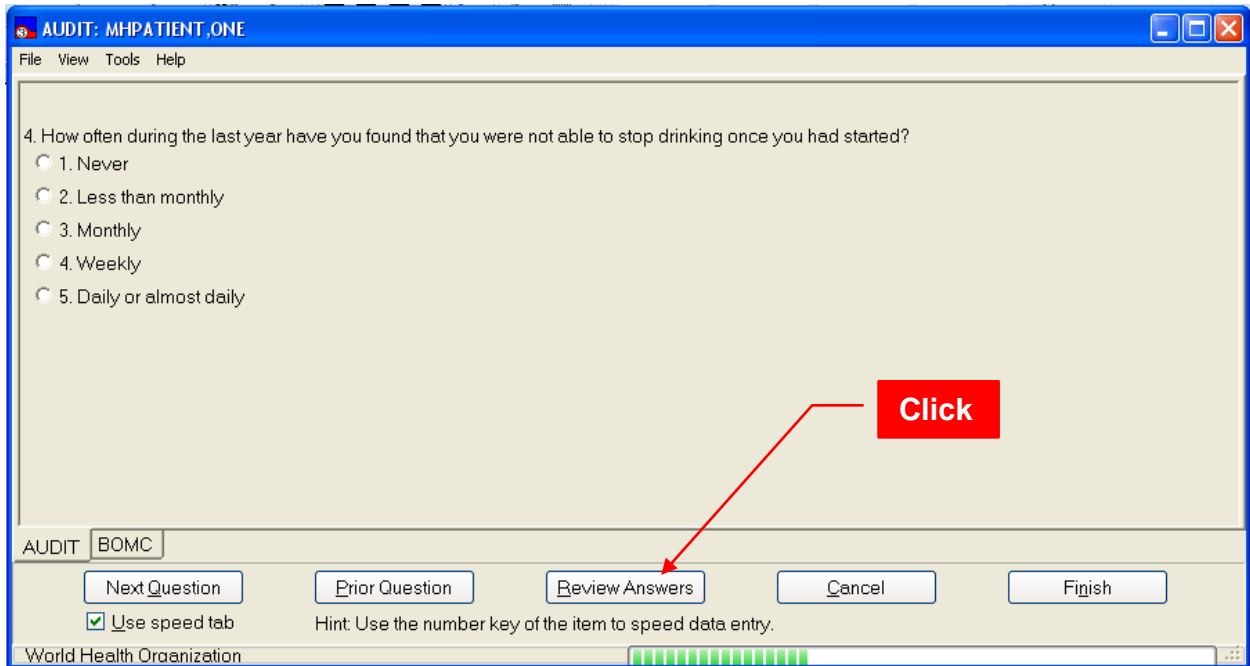 AUDIT: MHPATIENT,ONE
File View Tools Help
4. How often during the last year have you found that you were not able to stop drinking once you had started?
1. Never
2. Less than monthly
3. Monthly
4. Weekly
5. Daily or almost daily
Click
AUDIT BOMC
Next Question Prior Question Review Answers Cancel Finish
Use speed tab Hint: Use the number key of the item to speed data entry.
World Health Organization